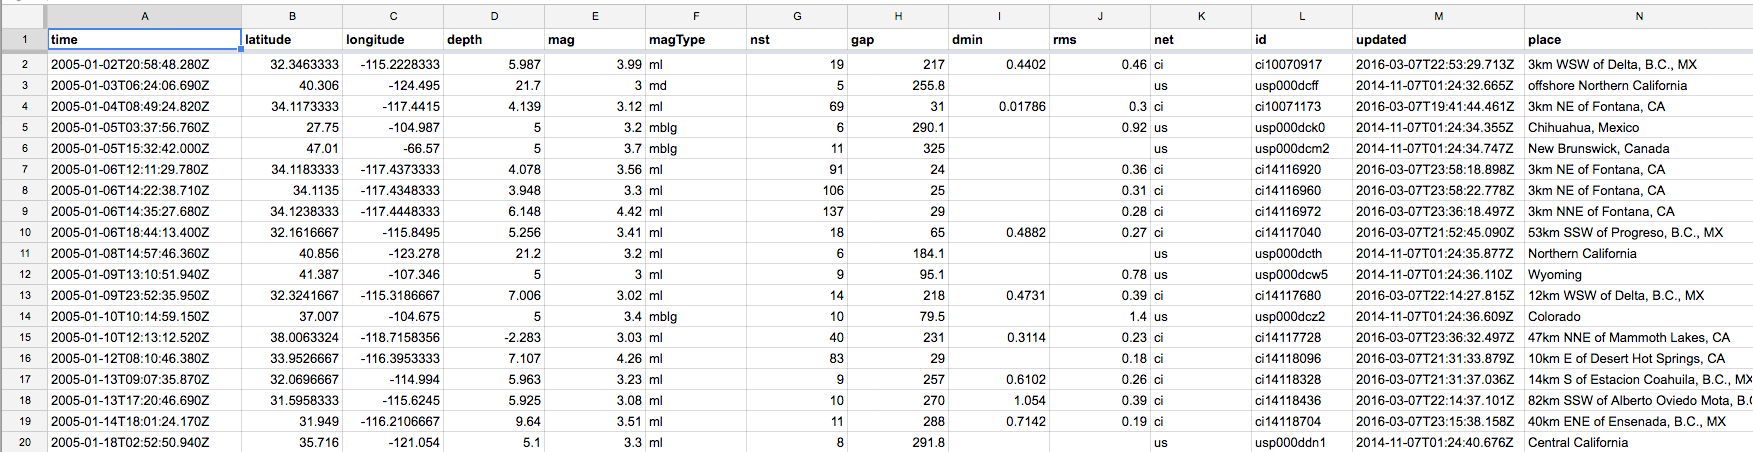 A B C D E F G H I J K L M N
1 time latitude longitude depth mag magType nst gap dmin rms net id updated place
2 2005-01-02T20:58:48.280Z 32.3463333 -115.2228333 5.987 3.99 ml 19 217 0.4402 0.46 ci ci10070917 2016-03-07T22:53:29.713Z 3km WSW of Delta, B.C., MX
3 2005-01-03T06:24:06.690Z 40.306 -124.495 21.7 3 md 5 255.8 us usp000dcff 2014-11-07T01:24:32.665Z offshore Northern California
4 2005-01-04T08:49:24.820Z 34.1173333 -117.4415 4.139 3.12 ml 69 31 0.01786 0.3 ci ci10071173 2016-03-07T19:41:44.461Z 3km NE of Fontana, CA
5 2005-01-05T03:37:56.760Z 27.75 -104.987 5 3.2 mblg 6 290.1 0.92 us usp000dck0 2014-11-07T01:24:34.355Z Chihuahua, Mexico
6 2005-01-05T15:32:42.000Z 47.01 -66.57 5 3.7 mblg 11 325 us usp000dcm2 2014-11-07T01:24:34.747Z New Brunswick, Canada
7 2005-01-06T12:11:29.780Z 34.1183333 -117.4373333 4.078 3.56 ml 91 24 0.36 ci ci14116920 2016-03-07T23:58:18.898Z 3km NE of Fontana, CA
8 2005-01-06T14:22:38.710Z 34.1135 -117.4348333 3.948 3.3 ml 106 25 0.31 ci ci14116960 2016-03-07T23:58:22.778Z 3km NE of Fontana, CA
9 2005-01-06T14:35:27.680Z 34.1238333 -117.4448333 6.148 4.42 ml 137 29 0.28 ci ci14116972 2016-03-07T23:36:18.497Z 3km NNE of Fontana, CA
10 2005-01-06T18:44:13.400Z 32.1616667 -115.8495 5.256 3.41 ml 18 65 0.4882 0.27 ci ci14117040 2016-03-07T21:52:45.090Z 53km SSW of Progreso, B.C., MX
11 2005-01-08T14:57:46.360Z 40.856 -123.278 21.2 3.2 ml 6 184.1 us usp000dcth 2014-11-07T01:24:35.877Z Northern California
12 2005-01-09T13:10:51.940Z 41.387 -107.346 5 3 ml 9 95.1 0.78 us usp000dcw5 2014-11-07T01:24:36.110Z Wyoming
13 2005-01-09T23:52:35.950Z 32.3241667 -115.3186667 7.006 3.02 ml 14 218 0.4731 0.39 ci ci14117680 2016-03-07T22:14:27.815Z 12km WSW of Delta, B.C., MX
14 2005-01-10T10:14:59.150Z 37.007 -104.675 5 3.4 mblg 10 79.5 1.4 us usp000dcz2 2014-11-07T01:24:36.609Z Colorado
15 2005-01-10T12:13:12.520Z 38.0063324 -118.7158356 -2.283 3.03 ml 40 231 0.3114 0.23 ci ci14117728 2016-03-07T23:36:32.497Z 47km NNE of Mammoth Lakes, CA
16 2005-01-12T08:10:46.380Z 33.9526667 -116.3953333 7.107 4.26 ml 83 29 0.18 ci ci14118096 2016-03-07T21:31:33.879Z 10km E of Desert Hot Springs, CA
17 2005-01-13T09:07:35.870Z 32.0696667 -114.994 5.963 3.23 ml 9 257 0.6102 0.26 ci ci14118328 2016-03-07T21:31:37.036Z 14km S of Estacion Coahuila, B.C., MX
18 2005-01-13T17:20:46.690Z 31.5958333 -115.6245 5.925 3.08 ml 10 270 1.054 0.39 ci ci14118436 2016-03-07T22:14:37.101Z 82km SSW of Alberto Oviedo Mota, B.
19 2005-01-14T18:01:24.170Z 31.949 -116.2106667 9.64 3.51 ml 11 288 0.7142 0.19 ci ci14118704 2016-03-07T23:15:38.158Z 40km ENE of Ensenada, B.C., MX
20 2005-01-18T02:52:50.940Z 35.716 -121.054 5.1 3.3 ml 8 291.8 us usp000ddn1 2014-11-07T01:24:40.676Z Central California